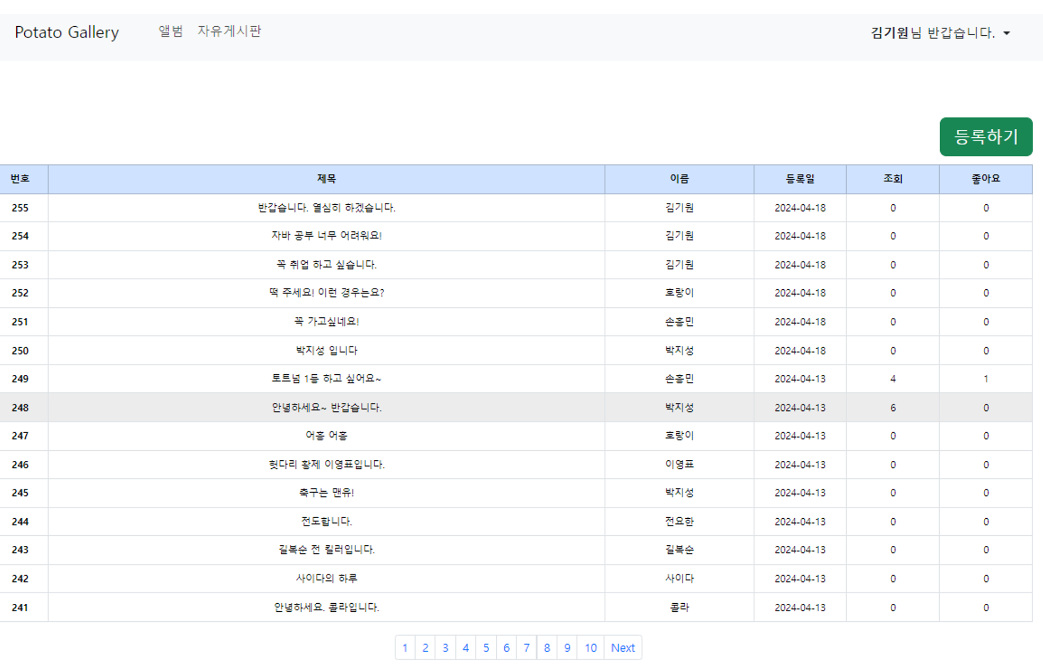 Potato Gallery 앨범 자유게시판 김기원님 반갑습니다.
등록하기
번호 제목 이름 등록일 조회 좋아요
255 반갑습니다. 열심히 하겠습니다. 김기원 2024-04-18 0 0
254 자바 공부 너무 어려워요! 김기원 2024-04-18 0 0
253 꼭 취업 하고 싶습니다. 김기원 2024-04-18 0 0
252 떡 주세요! 이런 경우는요? 호랑이 2024-04-18 0 0
251 꼭 가고싶네요! 손흥민 2024-04-18 0 0
250 박지성 입니다 박지성 2024-04-18 0 0
249 토트넘 1등 하고 싶어요~ 손흥민 2024-04-13 4 1
248 안녕하세요~ 반갑습니다. 박지성 2024-04-13 6 0
247 어흥 어흥 호랑이 2024-04-13 0 0
246 헛다리 황제 이영표입니다. 이영표 2024-04-13 0 0
245 축구는 맨유! 박지성 2024-04-13 0 0
244 전도합니다. 전요한 2024-04-13 0 0
243 길복순 전 킬러입니다. 길복순 2024-04-13 0 0
242 사이다의 하루 사이다 2024-04-13 0 0
241 안녕하세요. 콜라입니다. 콜라 2024-04-13 0 0
1 2 3 4 5 6 7 8 9 10 Next